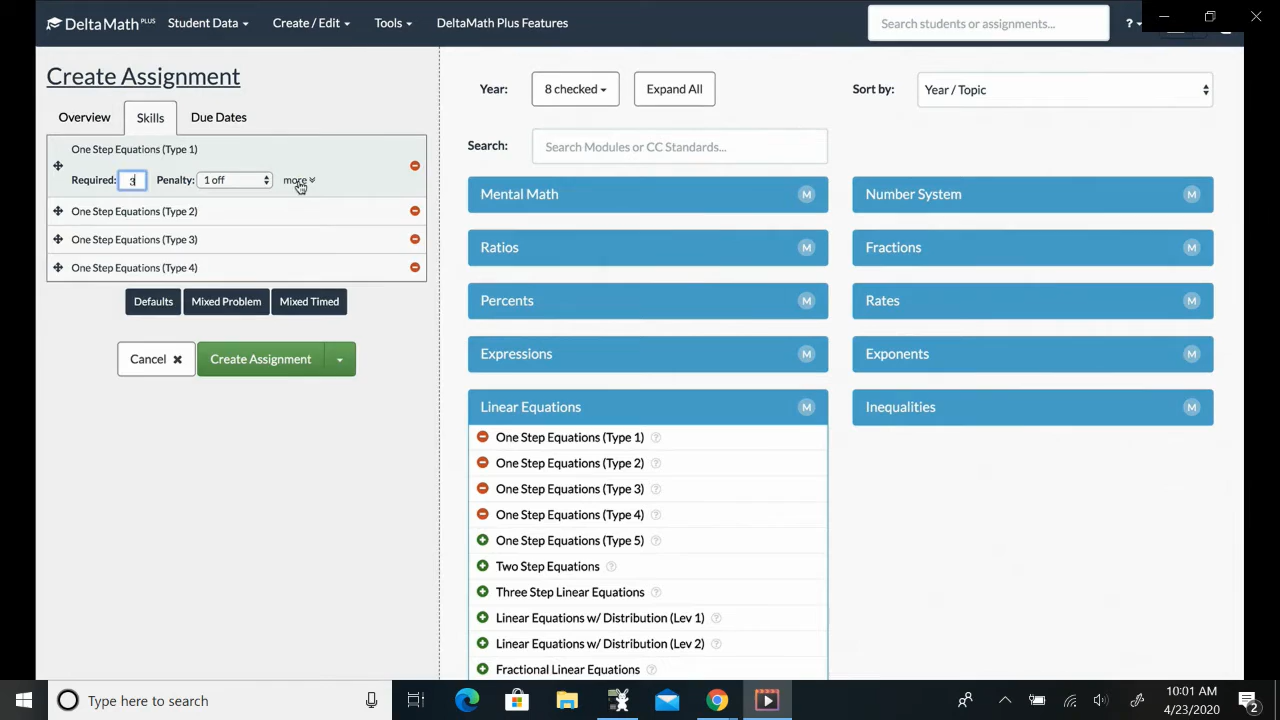 DeltaMath PLUS Student Data Create / Edit Tools DeltaMath Plus Features Search students or assignments... ?
Create Assignment
Overview Skills Due Dates
One Step Equations (Type 1)
Required: 3 Penalty: 1 off more
One Step Equations (Type 2)
One Step Equations (Type 3)
One Step Equations (Type 4)
Defaults Mixed Problem Mixed Timed
Cancel Create Assignment
Year: 8 checked Expand All Sort by: Year / Topic
Search: Search Modules or CC Standards...
Mental Math M Number System M
Ratios M Fractions M
Percents M Rates M
Expressions M Exponents M
Linear Equations M Inequalities M
One Step Equations (Type 1) ?
One Step Equations (Type 2) ?
One Step Equations (Type 3) ?
One Step Equations (Type 4) ?
One Step Equations (Type 5) ?
Two Step Equations ?
Three Step Linear Equations ?
Linear Equations w/ Distribution (Lev 1) ?
Linear Equations w/ Distribution (Lev 2) ?
Fractional Linear Equations ?
Type here to search
10:01 AM
4/23/2020
2